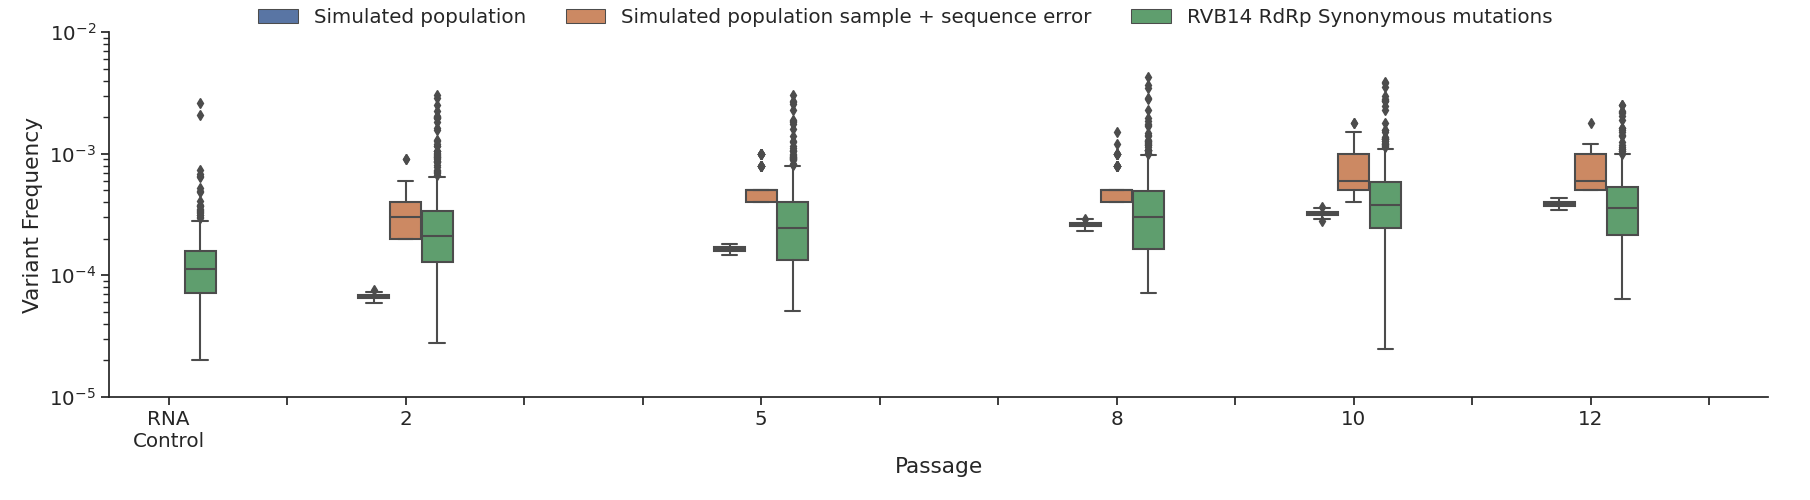 Simulated population
Simulated population sample + sequence error
RVB14 RdRp Synonymous mutations
10⁻²
10⁻³
10⁻⁴
10⁻⁵
Variant Frequency
RNA
Control
2
5
8
10
12
Passage